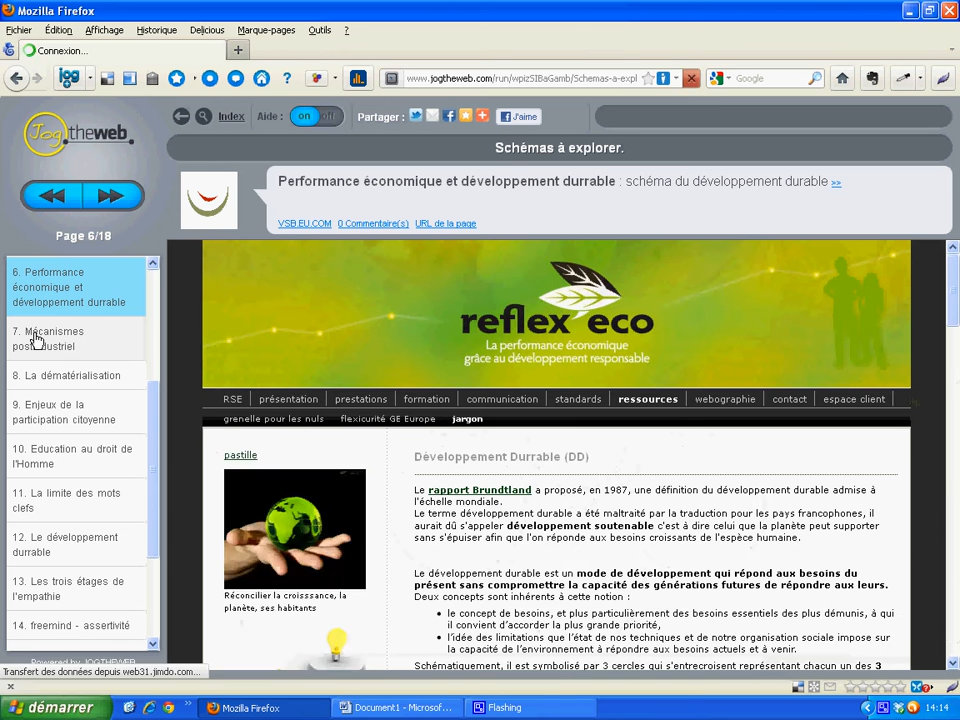 Mozilla Firefox
Fichier Édition Affichage Historique Delicious Marque-pages Outils ?
Connexion...
www.jogtheweb.com/run/wpizSIBaGamb/Schemas-a-expl
Google
Jog.theweb.
Index Aide : on off Partager : J'aime
Schémas à explorer.
Performance économique et développement durrable : schéma du développement durable >>
VSB.EU.COM 0 Commentaire(s) URL de la page
Page 6/18
6. Performance
économique et
développement durrable
7. Mécanismes
8. La dématérialisation
9. Enjeux de la
participation citoyenne
10. Education au droit de
l'Homme
11. La limite des mots
clefs
12. Le développement
durrable
13. Les trois étages de
l'empathie
14. freemind - assertivité
Powered by JOGTHEWEB
reflex eco
La performance économique
grâce au développement responsable
RSE présentation prestations formation communication standards ressources webographie contact espace client
grenelle pour les nuls flexicurité GE Europe jargon
pastille
Réconcilier la croisssance, la
planète, ses habitants
Développement Durrable (DD)
Le rapport Brundtland a proposé, en 1987, une définition du développement durable admise à
l'échelle mondiale.
Le terme développement durable a été maltraité par la traduction pour les pays francophones, il
aurait dû s'appeler développement soutenable c'est à dire celui que la planète peut supporter
sans s'épuiser afin que l'on réponde aux besoins croissants de l'espèce humaine.
Le développement durable est un mode de développement qui répond aux besoins du
présent sans compromettre la capacité des générations futures de répondre aux leurs.
Deux concepts sont inhérents à cette notion :
• le concept de besoins, et plus particulièrement des besoins essentiels des plus démunis, à qui
il convient d'accorder la plus grande priorité,
• l'idée des limitations que l'état de nos techniques et de notre organisation sociale impose sur
la capacité de l'environnement à répondre aux besoins actuels et à venir.
Schématiquement, il est symbolisé par 3 cercles qui s'entrecroisent représentant chacun un des 3
Transfert des données depuis web31.jimdo.com...
démarrer
Mozilla Firefox
Document1 - Microsof...
Flashing
14:14